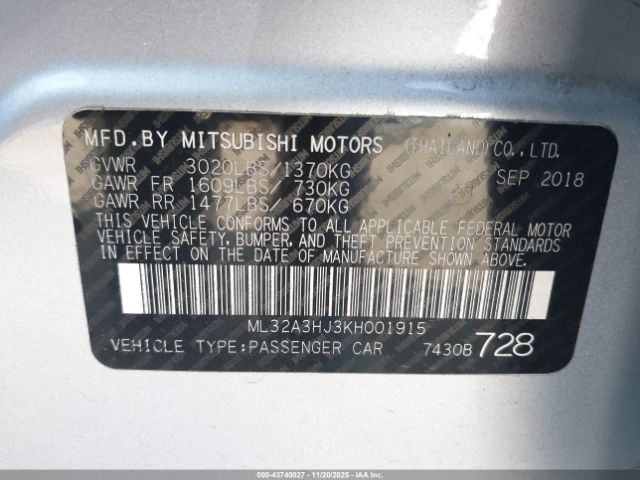 MFD.BY MITSUBISHI MOTORS (THAILAND)CO.,LTD.
GVWR 3020LBS/1370KG
GAWR FR 1609LBS/ 730KG SEP 2018
GAWR RR 1477LBS/ 670KG
THIS VEHICLE CONFORMS TO ALL APPLICABLE FEDERAL MOTOR
VEHICLE SAFETY, BUMPER, AND THEFT PREVENTION STANDARDS
IN EFFECT ON THE DATE OF MANUFACTURE SHOWN ABOVE.
ML32A3HJ3KH001915
VEHICLE TYPE:PASSENGER CAR 7430B 728
000-43740027 - 11/20/2025 - IAAI.COM